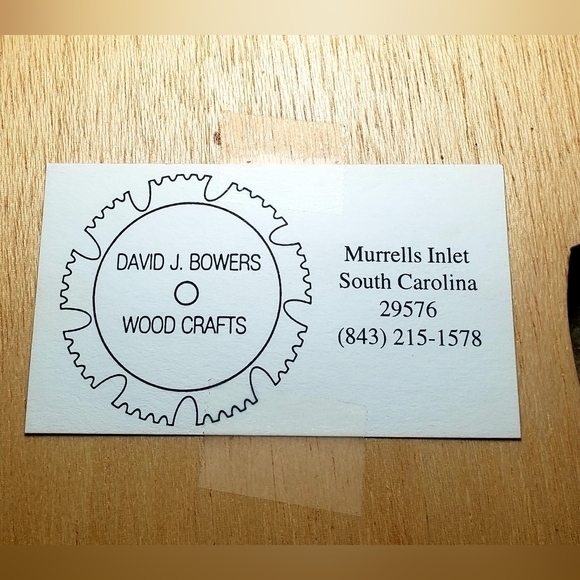 DAVID J. BOWERS
WOOD CRAFTS
Murrells Inlet
South Carolina
29576
(843) 215-1578